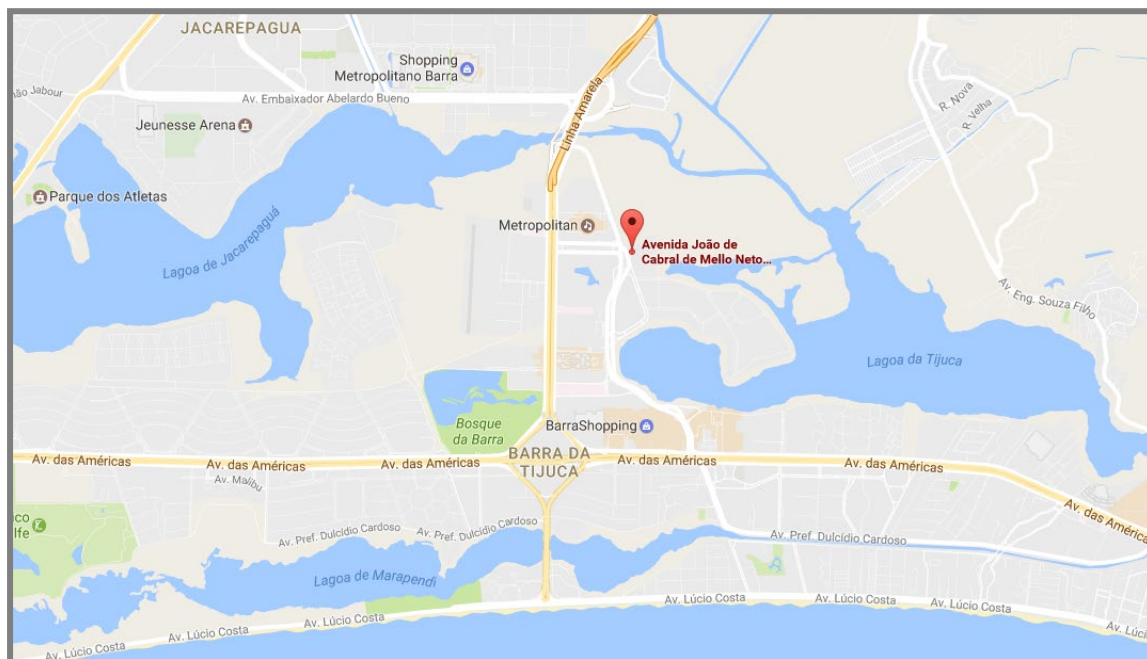 JACAREPAGUA
Shopping
Metropolitano Barra
Jabour
Av. Embaixador Abelardo Bueno
Linha Amarela
R. Nova
R. Velha
Jeunesse Arena
Parque dos Atletas
Metropolitan
Avenida João de
Cabral de Mello Neto...
Lagoa de Jacarepaguá
Av. Eng. Souza Filho
Lagoa da Tijuca
Bosque
da Barra
BarraShopping
BARRA DA
TIJUCA
Av. das Américas
Av. das Américas
Av. das Américas
Av. das Américas
Av. das Américas
Av. das Améric
Av. Malibu
Av. Pref. Dulcídio Cardoso
Av. Pref. Dulcídio Cardoso
Av. Pref. Dulcídio Cardoso
Lagoa de Marapendi
Av. Lúcio Costa
Av. Lúcio Costa
Av. Lúcio Costa
Av. Lúcio Costa
Av. Lúcio Costa
Av. Lúcio Costa
Av. Lúci